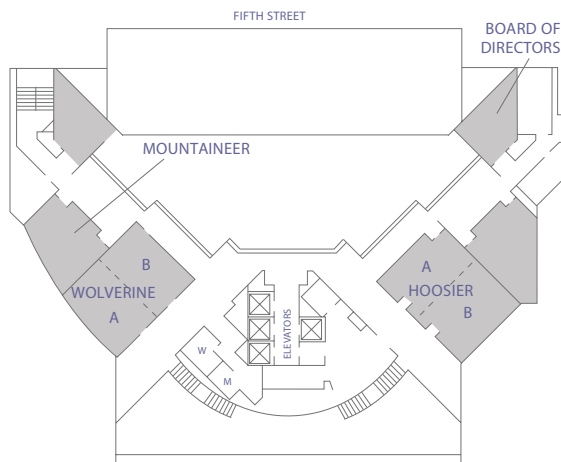 FIFTH STREET
BOARD OF
DIRECTORS
MOUNTAINEER
B
WOLVERINE
A
A
HOOSIER
B
ELEVATORS
W
M